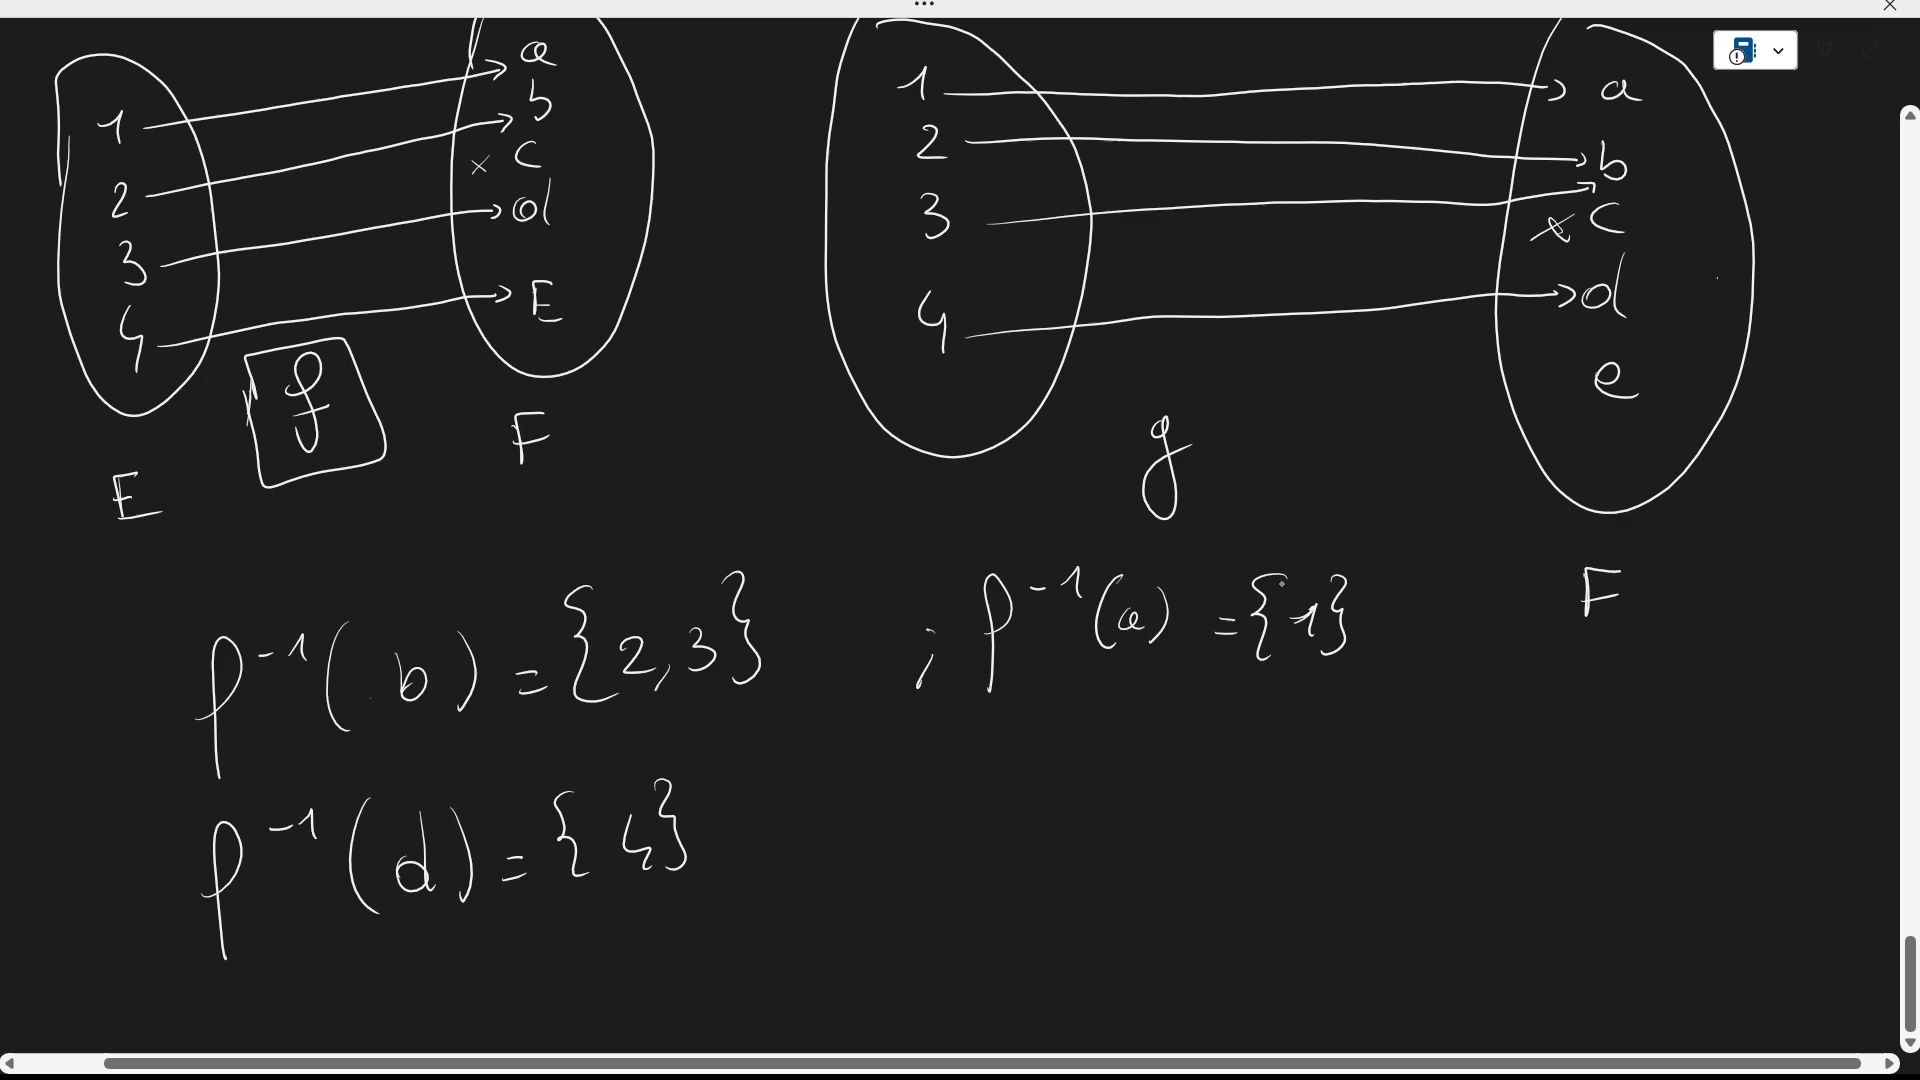 1 a 1 a
2 b 2 b
× c × c
3 d 3 d
4 E 4 e
f F g F
E
f⁻¹(b) = {2,3} ; f⁻¹(a) = {1}
f⁻¹(d) = {4}